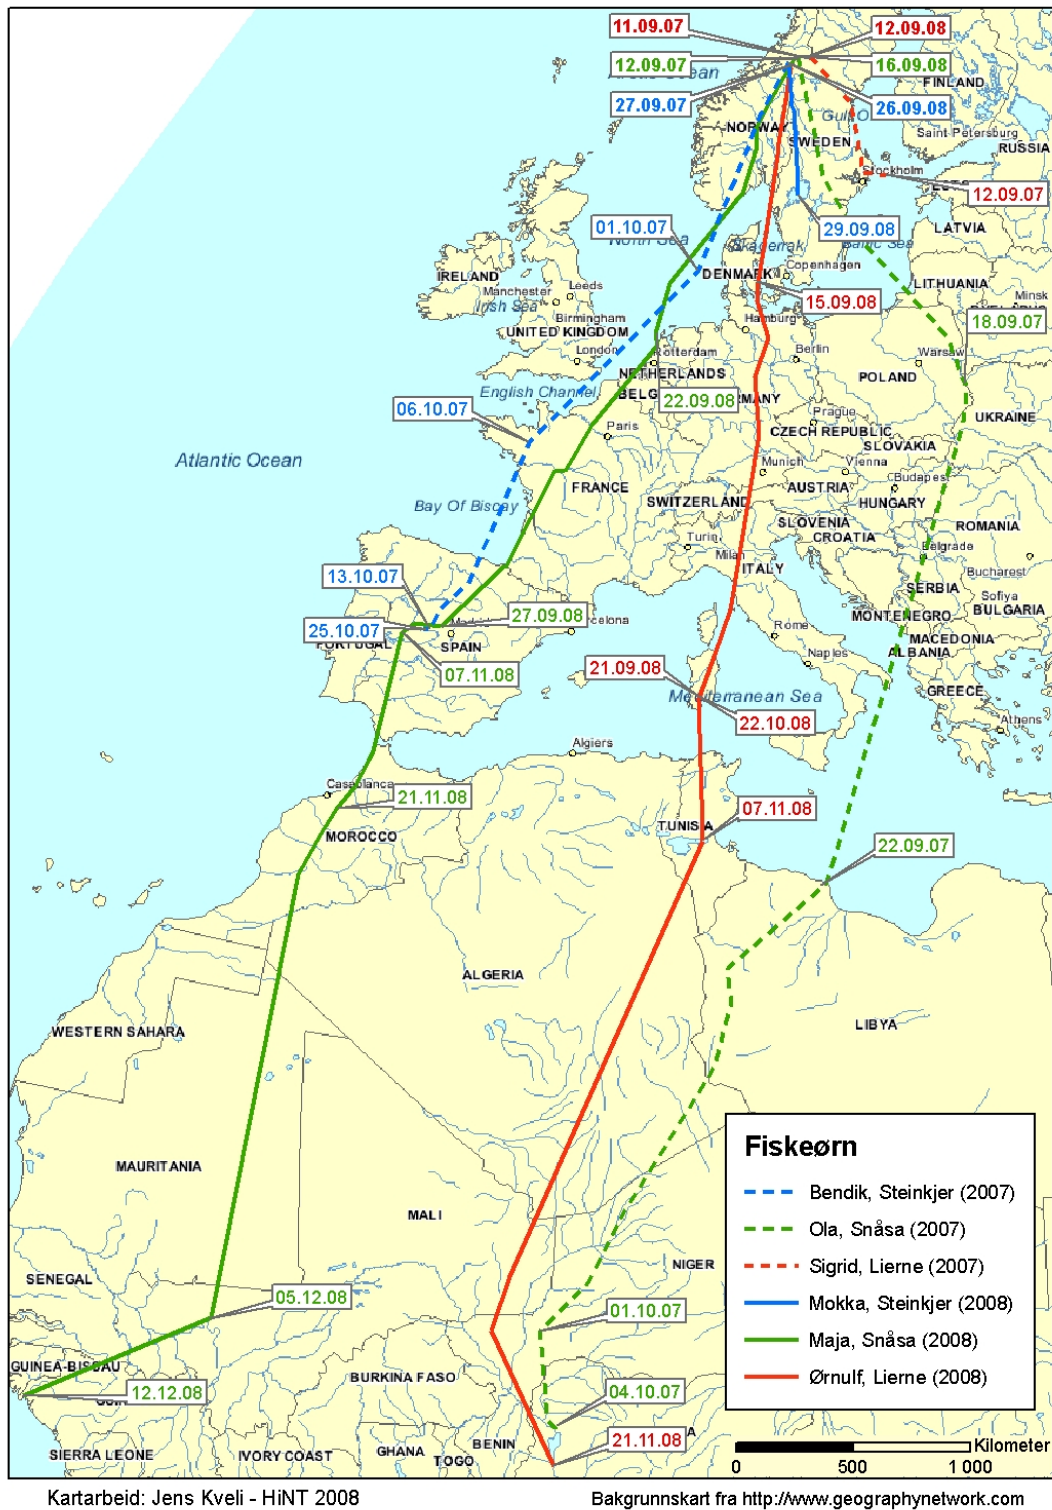 11.09.07
12.09.08
12.09.07
16.09.08
27.09.07
26.09.08
FINLAND
NORWAY
SWEDEN
Saint-Petersburg
RUSSIA
Stockholm
12.09.07
01.10.07
29.09.08
LATVIA
North Sea
Skagerrak
Baltic Sea
IRELAND
DENMARK
Copenhagen
LITHUANIA
Manchester
Leeds
Minsk
Irish Sea
15.09.08
Birmingham
Hamburg
18.09.07
UNITED KINGDOM
London
Rotterdam
Berlin
Warsaw
NETHERLANDS
POLAND
English Channel
22.09.08
06.10.07
Prague
UKRAINE
Paris
CZECH REPUBLIC
SLOVAKIA
Atlantic Ocean
Munich
Vienna
Budapest
FRANCE
SWITZERLAND
AUSTRIA
HUNGARY
Bay Of Biscay
SLOVENIA
ROMANIA
CROATIA
Turin
Milan
Belgrade
ITALY
Bucharest
13.10.07
SERBIA
Sofiya
27.09.08
MONTENEGRO
BULGARIA
25.10.07
Rome
MACEDONIA
PORTUGAL
SPAIN
ALBANIA
07.11.08
21.09.08
Naples
Mediterranean Sea
GREECE
22.10.08
Athens
Algiers
Casablanca
21.11.08
07.11.08
MOROCCO
TUNISIA
22.09.07
ALGERIA
WESTERN SAHARA
LIBYA
Fiskeørn
MAURITANIA
Bendik, Steinkjer (2007)
MALI
Ola, Snåsa (2007)
NIGER
Sigrid, Lierne (2007)
SENEGAL
05.12.08
Mokka, Steinkjer (2008)
01.10.07
Maja, Snåsa (2008)
GUINEA-BISSAU
BURKINA FASO
Ørnulf, Lierne (2008)
12.12.08
04.10.07
SIERRA LEONE
IVORY COAST
GHANA
TOGO
BENIN
21.11.08
Kilometer
0 500 1 000
Kartarbeid: Jens Kveli - HiNT 2008
Bakgrunnskart fra http://www.geographynetwork.com